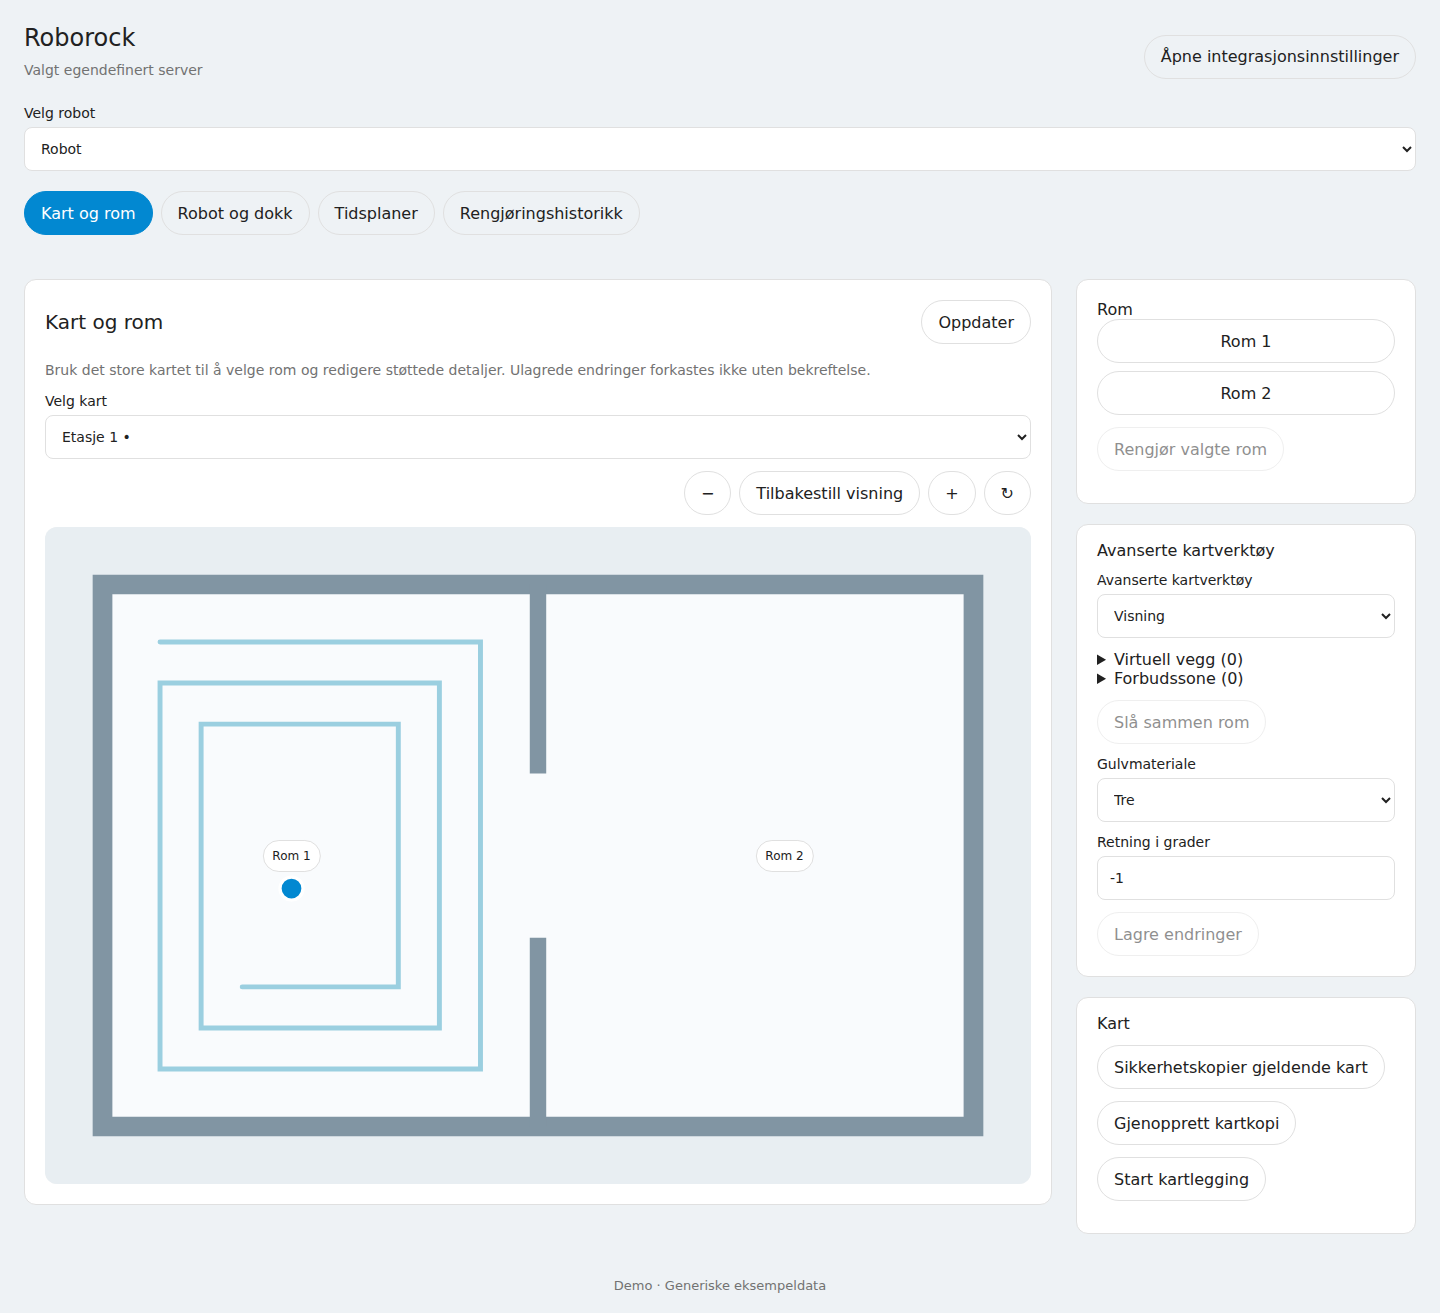 Roborock
Valgt egendefinert server
Åpne integrasjonsinnstillinger
Velg robot
Robot
Kart og rom
Robot og dokk
Tidsplaner
Rengjøringshistorikk
Kart og rom
Oppdater
Bruk det store kartet til å velge rom og redigere støttede detaljer. Ulagrede endringer forkastes ikke uten bekreftelse.
Velg kart
Etasje 1 •
−
Tilbakestill visning
+
↻
Rom 1
Rom 2
Rom
Rom 1
Rom 2
Rengjør valgte rom
Avanserte kartverktøy
Avanserte kartverktøy
Visning
Virtuell vegg (0)
Forbudssone (0)
Slå sammen rom
Gulvmateriale
Tre
Retning i grader
-1
Lagre endringer
Kart
Sikkerhetskopier gjeldende kart
Gjenopprett kartkopi
Start kartlegging
Demo · Generiske eksempeldata